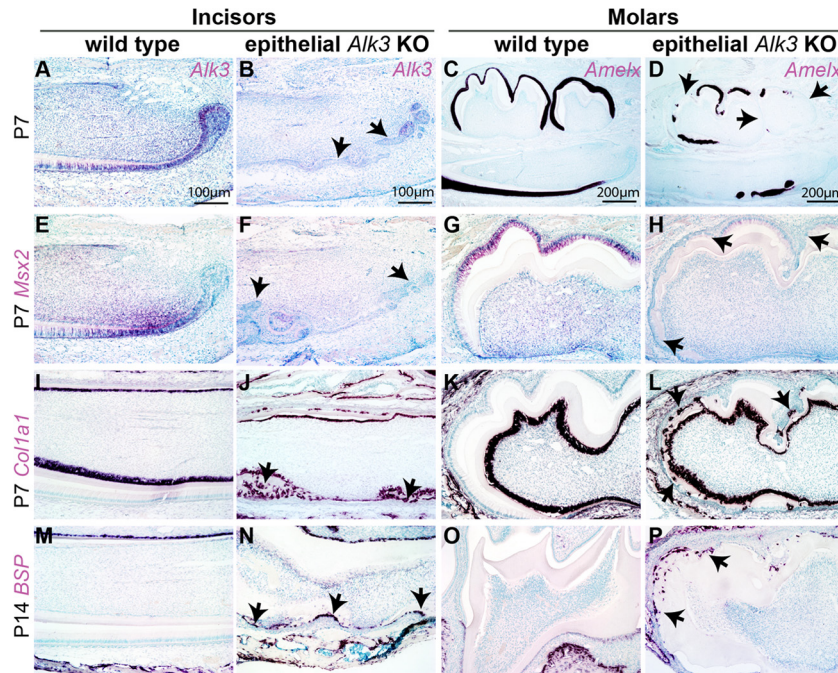 Incisors Molars
wild type epithelial Alk3 KO wild type epithelial Alk3 KO
A Alk3 B Alk3 C Amelx D Amelx
P7
100µm 100µm 200µm 200µm
E F G H
P7 Msx2
I J K L
P7 Col1a1
M N O P
P14 BSP